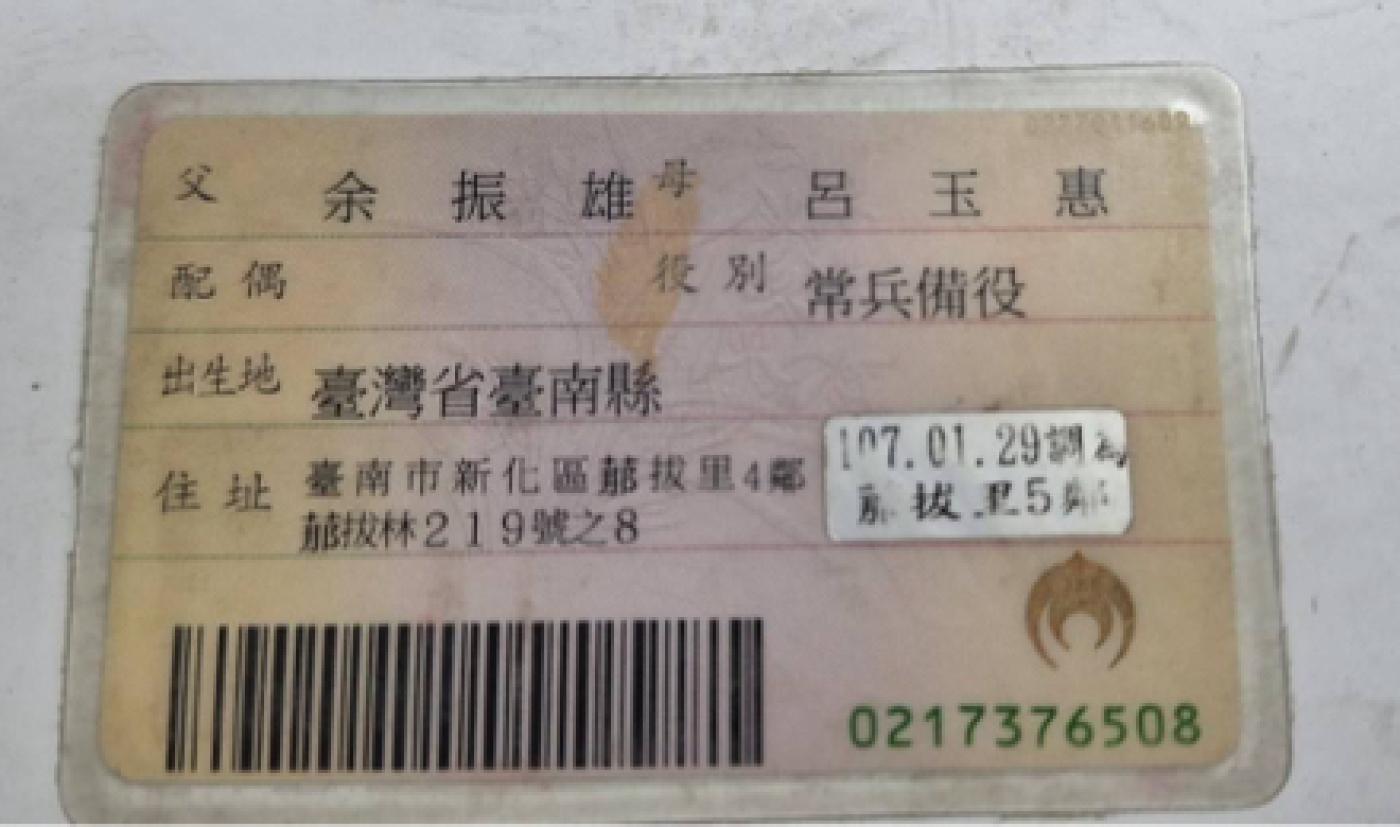 父 余振雄 母 呂玉惠
配偶 役別 常兵備役
出生地 臺灣省臺南縣
住址 臺南市新化區𦰡拔里4鄰
𦰡拔林219號之8
107.01.29調為
拔里5鄰
0217376508